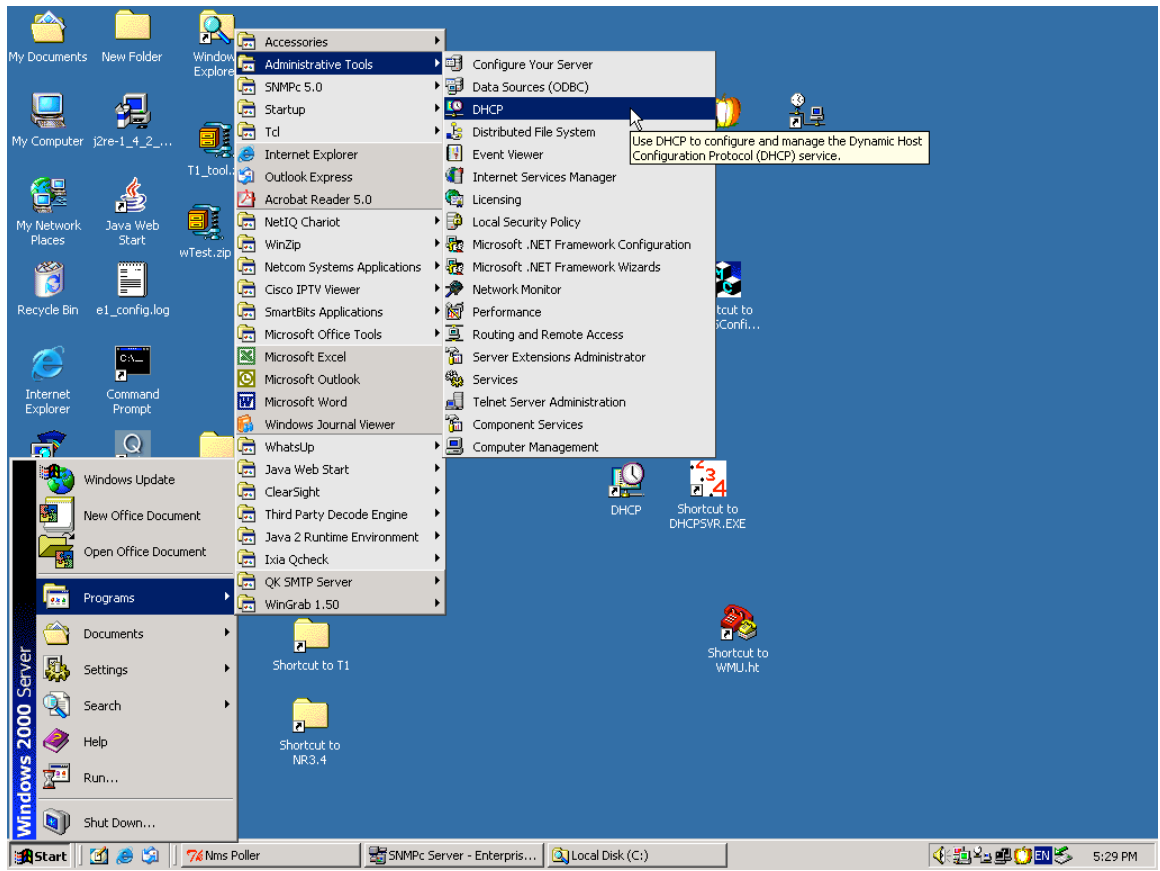 My Documents
New Folder
Window
Explore
My Computer
j2re-1_4_2_...
T1_tool.
My Network
Places
Java Web
Start
wTest.zip
Recycle Bin
e1_config.log
Internet
Explorer
C:\_
Command
Prompt
Accessories
Administrative Tools
SNMPc 5.0
Startup
Tcl
Internet Explorer
Outlook Express
Acrobat Reader 5.0
NetIQ Chariot
WinZip
Netcom Systems Applications
Cisco IPTV Viewer
SmartBits Applications
Microsoft Office Tools
Microsoft Excel
Microsoft Outlook
Microsoft Word
Windows Journal Viewer
WhatsUp
Java Web Start
ClearSight
Third Party Decode Engine
Java 2 Runtime Environment
Ixia Qcheck
QK SMTP Server
WinGrab 1.50
Configure Your Server
Data Sources (ODBC)
DHCP
Distributed File System
Event Viewer
Internet Services Manager
Licensing
Local Security Policy
Microsoft .NET Framework Configuration
Microsoft .NET Framework Wizards
Network Monitor
Performance
Routing and Remote Access
Server Extensions Administrator
Services
Telnet Server Administration
Component Services
Computer Management
Use DHCP to configure and manage the Dynamic Host
Configuration Protocol (DHCP) service.
tcut to
Confi...
DHCP
Shortcut to
DHCPSVR.EXE
Shortcut to
WMU.ht
Shortcut to T1
Shortcut to
NR3.4
Windows 2000 Server
Windows Update
New Office Document
Open Office Document
Programs
Documents
Settings
Search
Help
Run...
Shut Down...
Start
Nms Poller
SNMPc Server - Enterpris...
Local Disk (C:)
EN
5:29 PM